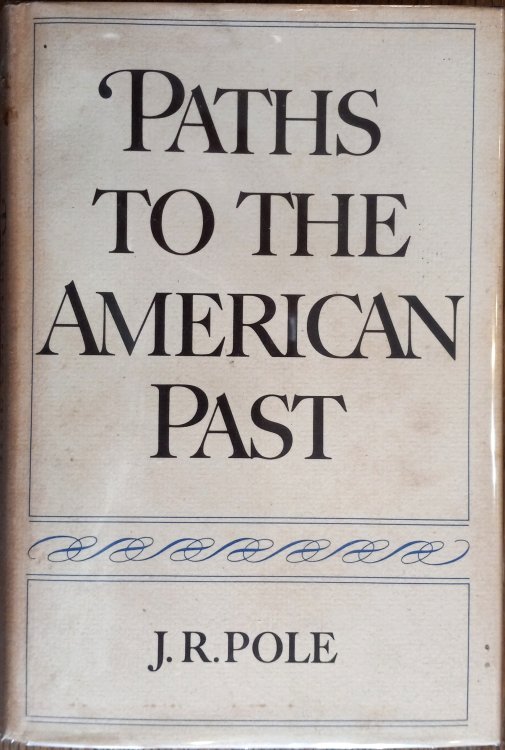 PATHS
TO THE
AMERICAN
PAST
J. R. POLE